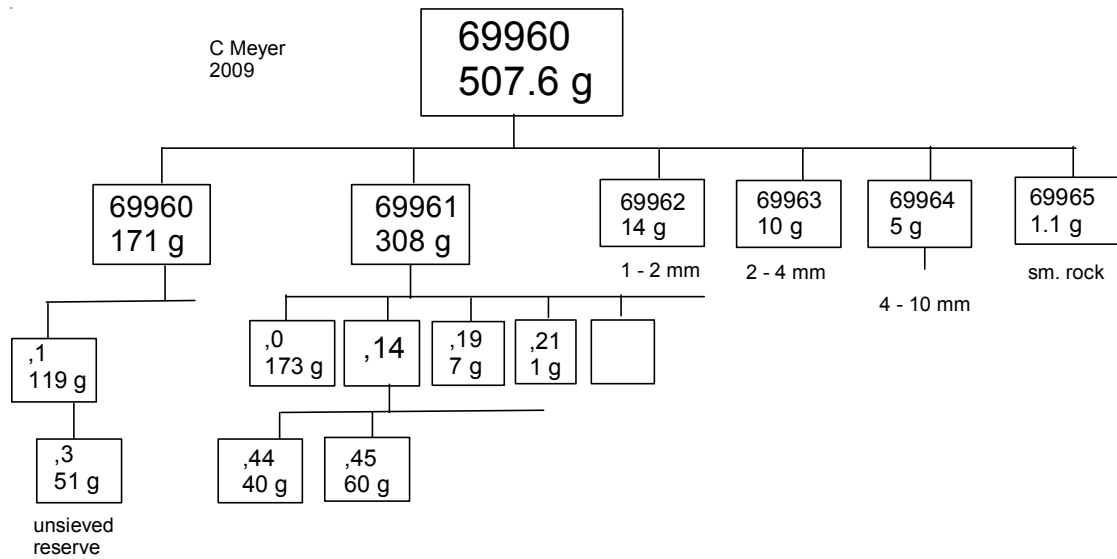 C Meyer
2009
69960
507.6 g
69960
171 g
69961
308 g
69962
14 g
69963
10 g
69964
5 g
69965
1.1 g
1 - 2 mm
2 - 4 mm
4 - 10 mm
sm. rock
,1
119 g
,0
173 g
,14
,19
7 g
,21
1 g
,3
51 g
,44
40 g
,45
60 g
unsieved
reserve